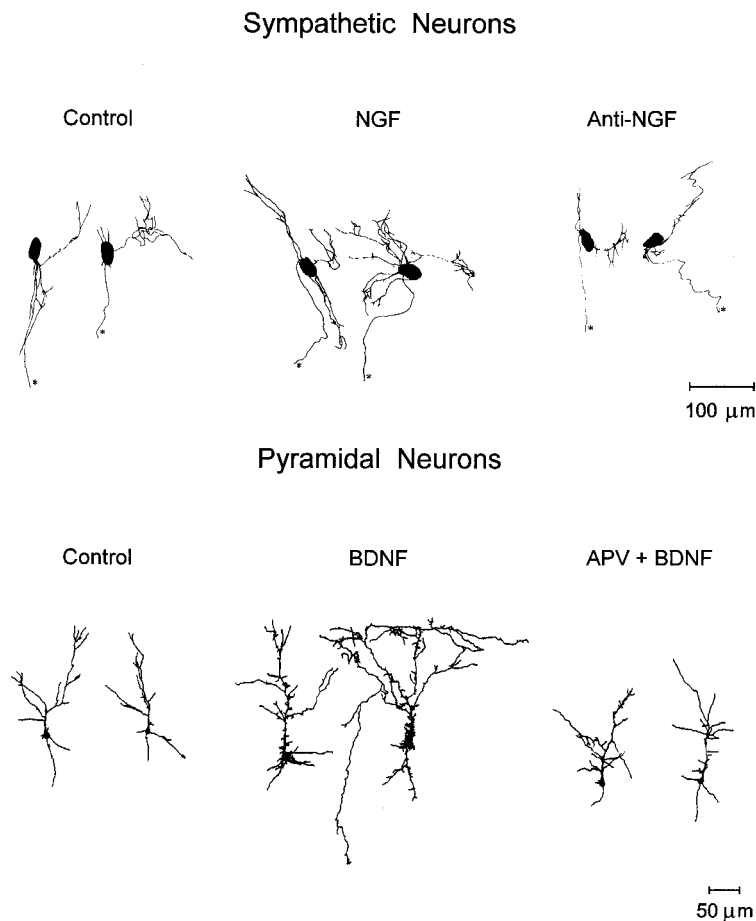 Sympathetic Neurons
Control NGF Anti-NGF
*
*
*
*
*
*
100 μm
Pyramidal Neurons
Control BDNF APV + BDNF
50 μm